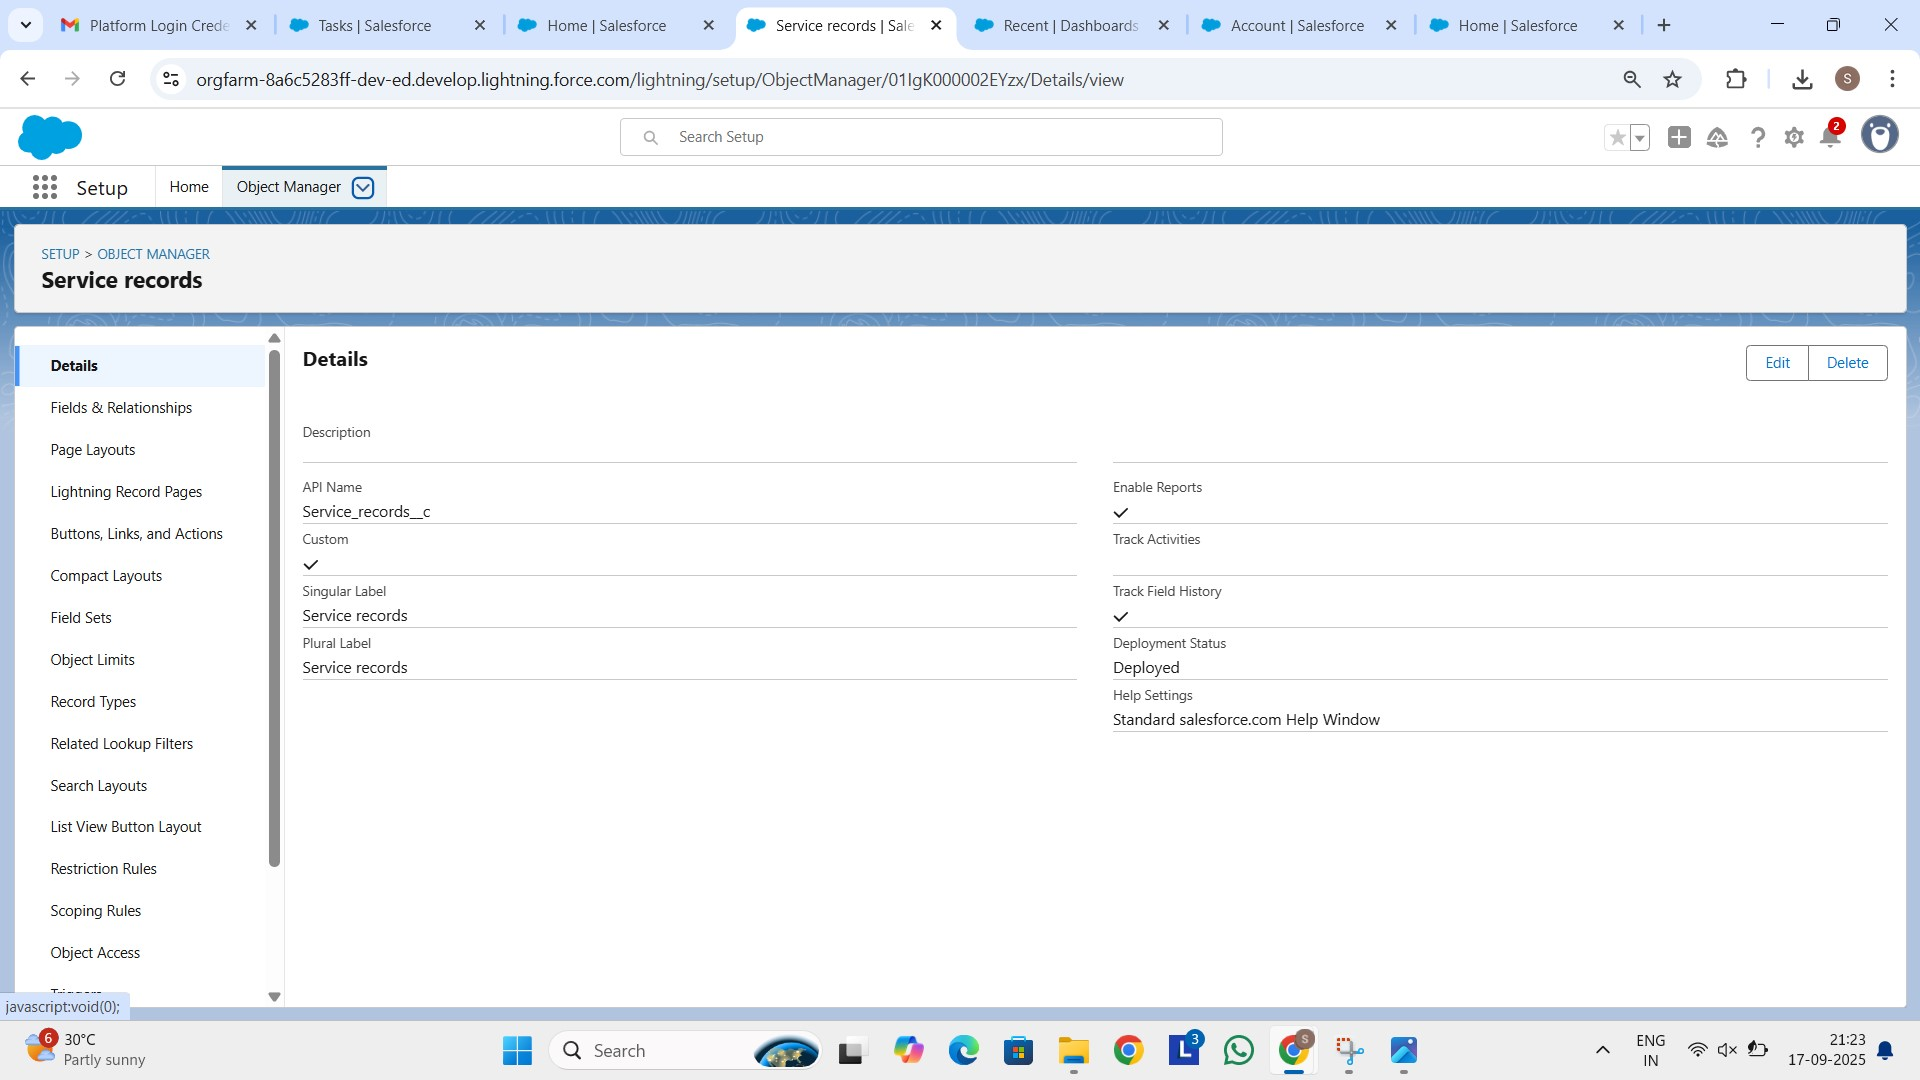 Platform Login Crede
Tasks | Salesforce
Home | Salesforce
Service records | Sale
Recent | Dashboards
Account | Salesforce
Home | Salesforce
orgfarm-8a6c5283ff-dev-ed.develop.lightning.force.com/lightning/setup/ObjectManager/01IgK000002EYzx/Details/view
S
Search Setup
2
Setup
Home
Object Manager
SETUP > OBJECT MANAGER
Service records
Details
Fields & Relationships
Page Layouts
Lightning Record Pages
Buttons, Links, and Actions
Compact Layouts
Field Sets
Object Limits
Record Types
Related Lookup Filters
Search Layouts
List View Button Layout
Restriction Rules
Scoping Rules
Object Access
Triggers
javascript:void(0);
Details
Edit
Delete
Description
API Name
Service_records__c
Custom
Singular Label
Service records
Plural Label
Service records
Enable Reports
Track Activities
Track Field History
Deployment Status
Deployed
Help Settings
Standard salesforce.com Help Window
6
30°C
Partly sunny
Search
L
3
S
ENG
IN
21:23
17-09-2025